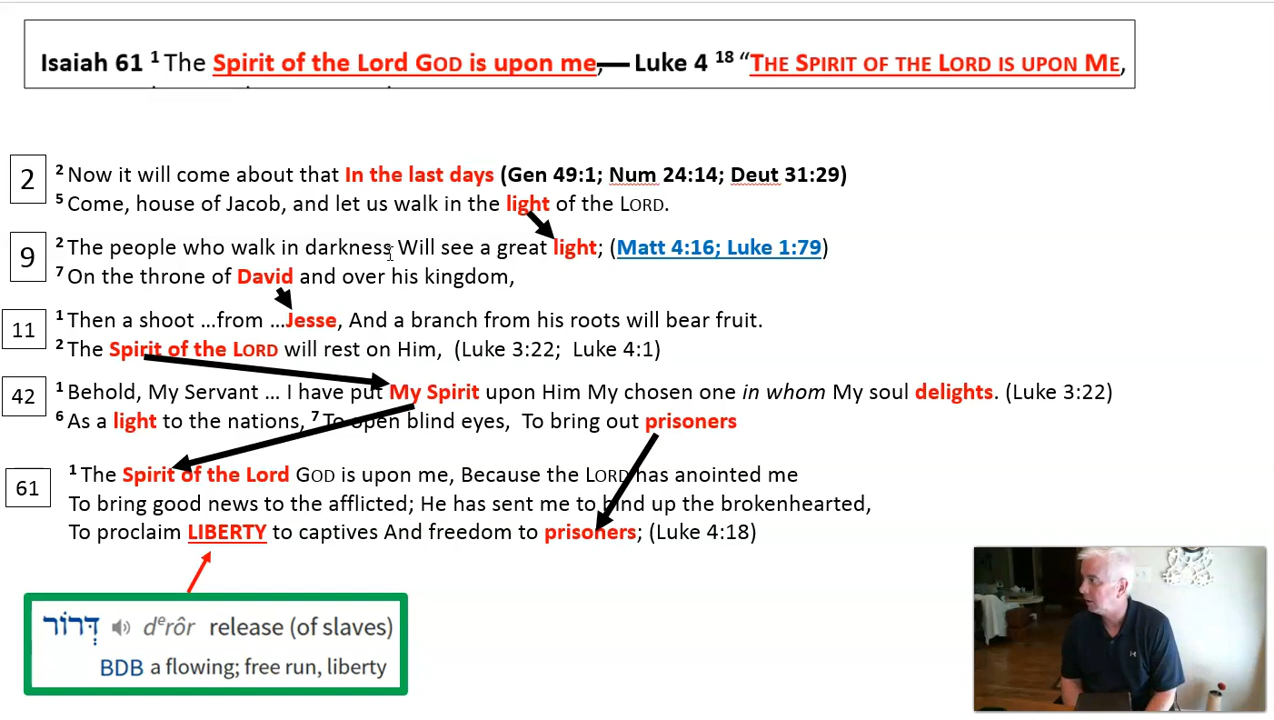 Isaiah 61 1 The Spirit of the Lord GOD is upon me, Luke 4 18 “THE SPIRIT OF THE LORD IS UPON ME,
2
2 Now it will come about that In the last days (Gen 49:1; Num 24:14; Deut 31:29)
5 Come, house of Jacob, and let us walk in the light of the LORD.
9
2 The people who walk in darkness Will see a great light; (Matt 4:16; Luke 1:79)
7 On the throne of David and over his kingdom,
11
1 Then a shoot …from …Jesse, And a branch from his roots will bear fruit.
2 The Spirit of the LORD will rest on Him, (Luke 3:22; Luke 4:1)
42
1 Behold, My Servant … I have put My Spirit upon Him My chosen one in whom My soul delights. (Luke 3:22)
6 As a light to the nations, 7 To open blind eyes, To bring out prisoners
61
1 The Spirit of the Lord GOD is upon me, Because the LORD has anointed me
To bring good news to the afflicted; He has sent me to bind up the brokenhearted,
To proclaim LIBERTY to captives And freedom to prisoners; (Luke 4:18)
דְּרוֹר derôr release (of slaves)
BDB a flowing; free run, liberty